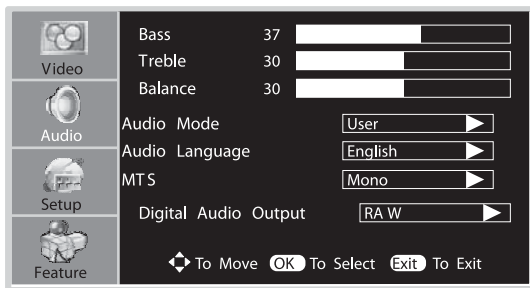 Video
Audio
Setup
Feature
Bass 37
Treble 30
Balance 30
Audio Mode User
Audio Language English
MTS Mono
Digital Audio Output RAW
To Move OK To Select Exit To Exit